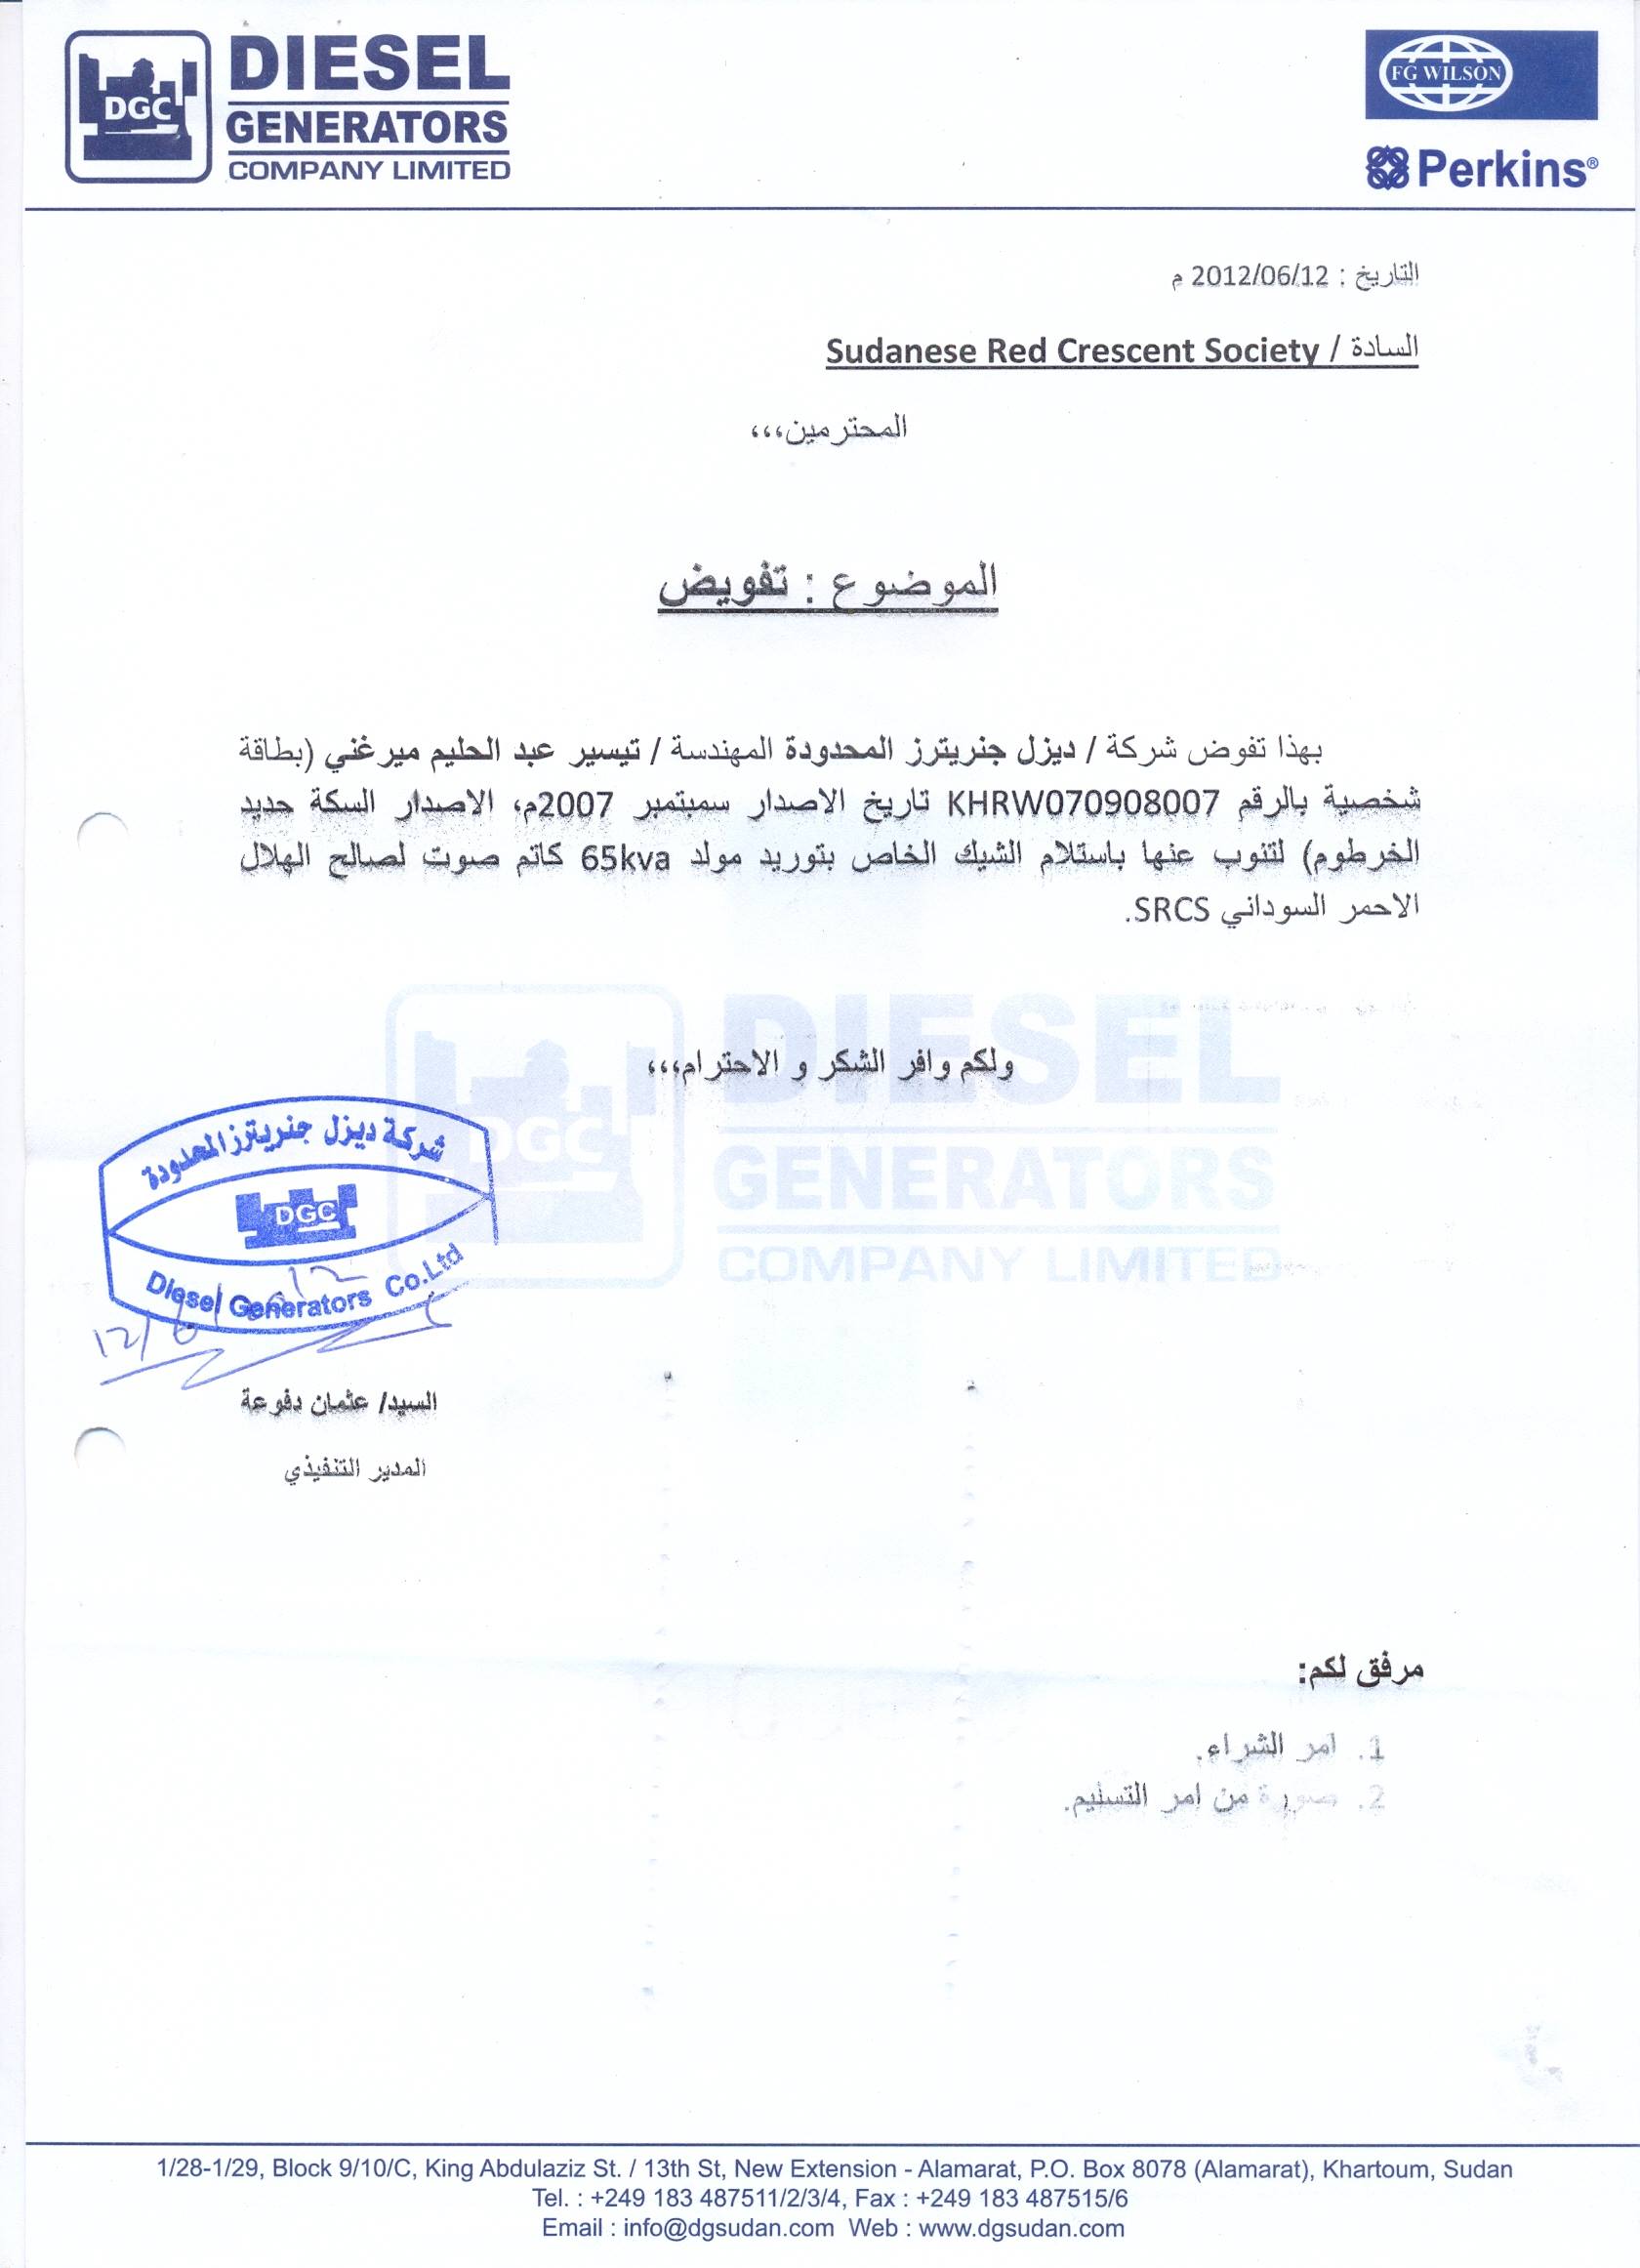 DIESEL
GENERATORS
COMPANY LIMITED
DGC
FG WILSON
Perkins®
التاريخ : 2012/06/12 م
السادة / Sudanese Red Crescent Society
المحترمين،،،
الموضوع : تفويض
بهذا تفوض شركة / ديزل جنريترز المحدودة المهندسة / تيسير عبد الحليم ميرغني (بطاقة
شخصية بالرقم KHRW070908007 تاريخ الاصدار سمبتمبر 2007م، الاصدار السكة حديد
الخرطوم) لتنوب عنها باستلام الشيك الخاص بتوريد مولد 65kva كاتم صوت لصالح الهلال
الاحمر السوداني SRCS.
ولكم وافر الشكر و الاحترام،،،
DIESEL
GENERATORS
COMPANY LIMITED
DGC
شركة ديزل جنريترز المحدودة
DGC
Diesel Generators Co.Ltd
السيد/ عثمان دفوعة
المدير التنفيذي
مرفق لكم:
1. امر الشراء.
2. صورة من امر التسليم.
1/28-1/29, Block 9/10/C, King Abdulaziz St. / 13th St, New Extension - Alamarat, P.O. Box 8078 (Alamarat), Khartoum, Sudan
Tel. : +249 183 487511/2/3/4, Fax : +249 183 487515/6
Email : info@dgsudan.com Web : www.dgsudan.com